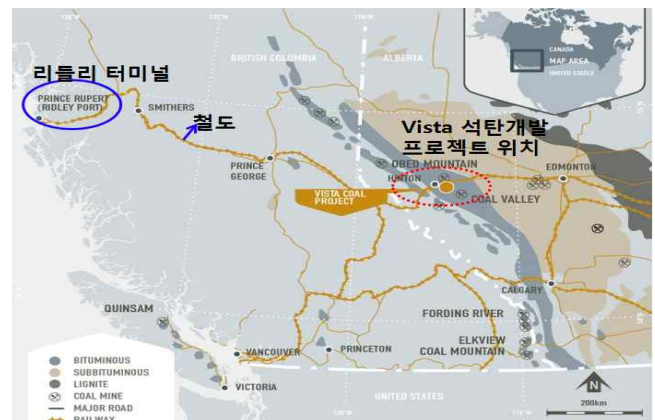 CANADA
MAP AREA
UNITED STATES
BRITISH COLUMBIA
ALBERTA
리들리 터미널
PRINCE RUPERT
(RIDLEY PORT)
SMITHERS
철도
Vista 석탄개발
프로젝트 위치
PRINCE
GEORGE
OBED MOUNTAIN
HINTON
EDMONTON
VISTA COAL
PROJECT
COAL VALLEY
CALGARY
QUINSAM
FORDING RIVER
ELKVIEW
COAL MOUNTAIN
VANCOUVER
PRINCETON
VICTORIA
UNITED STATES
BITUMINOUS
SUBBITUMINOUS
LIGNITE
COAL MINE
MAJOR ROAD
RAILWAY
N
200km